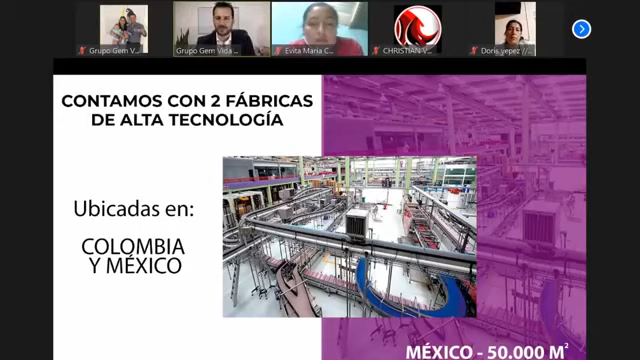 Grupo Gem V...
Grupo Gem Vida ...
Evita Maria C...
CHRISTIAN V...
Doris yepez //...
CONTAMOS CON 2 FÁBRICAS
DE ALTA TECNOLOGÍA
Ubicadas en:
COLOMBIA
Y MÉXICO
MÉXICO - 50.000 M²